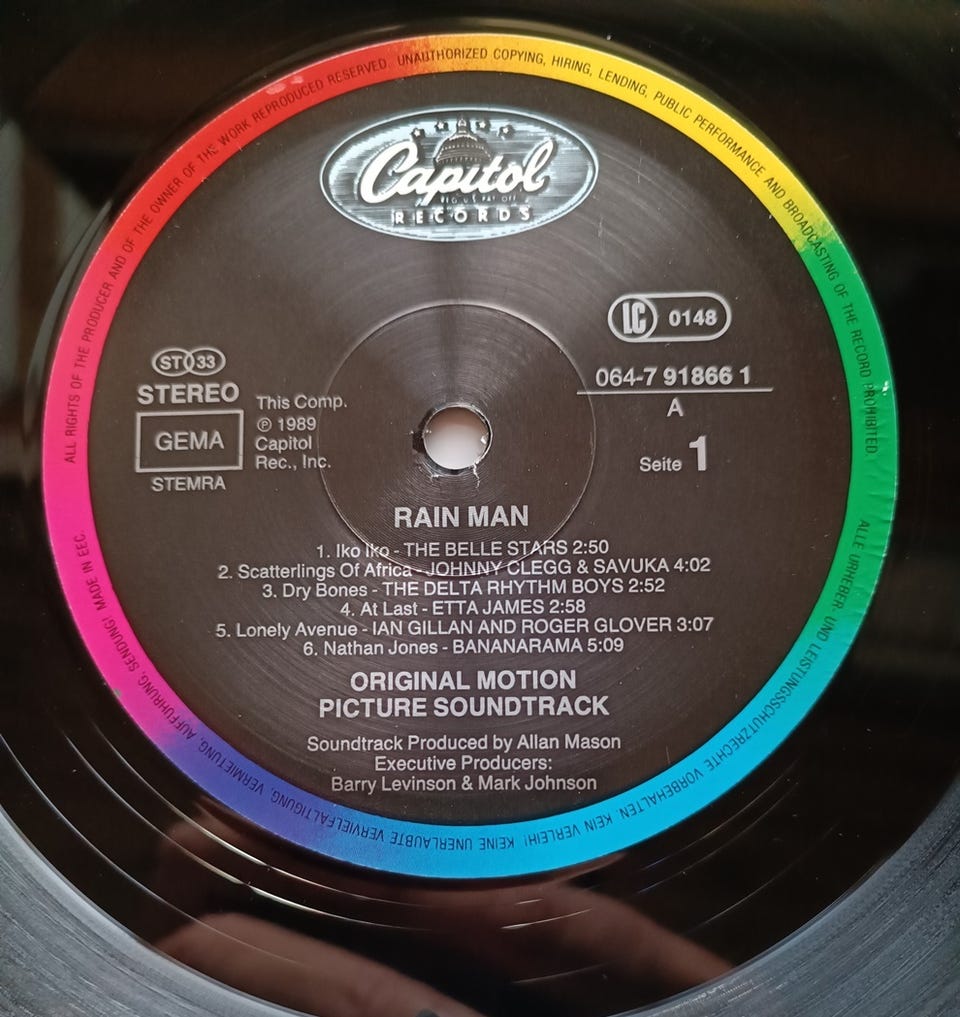 ALL RIGHTS OF THE PRODUCER AND OF THE OWNER OF THE WORK REPRODUCED RESERVED. UNAUTHORIZED COPYING, HIRING, LENDING, PUBLIC PERFORMANCE AND BROADCASTING OF THE RECORD PROHIBITED.
Capitol
REG. U.S. PAT. OFF.
RECORDS
LC 0148
064-7 91866 1
A
Seite 1
ST 33
STEREO
GEMA
STEMRA
This Comp.
℗ 1989
Capitol
Rec., Inc.
RAIN MAN
1. Iko Iko - THE BELLE STARS 2:50
2. Scatterlings Of Africa - JOHNNY CLEGG & SAVUKA 4:02
3. Dry Bones - THE DELTA RHYTHM BOYS 2:52
4. At Last - ETTA JAMES 2:58
5. Lonely Avenue - IAN GILLAN AND ROGER GLOVER 3:07
6. Nathan Jones - BANANARAMA 5:09
ORIGINAL MOTION
PICTURE SOUNDTRACK
Soundtrack Produced by Allan Mason
Executive Producers:
Barry Levinson & Mark Johnson
ALLE URHEBER- UND LEISTUNGSSCHUTZRECHTE VORBEHALTEN. KEIN VERLEIH! KEINE UNERLAUBTE VERVIELFÄLTIGUNG, VERMIETUNG, AUFFÜHRUNG, SENDUNG! MADE IN EEC.